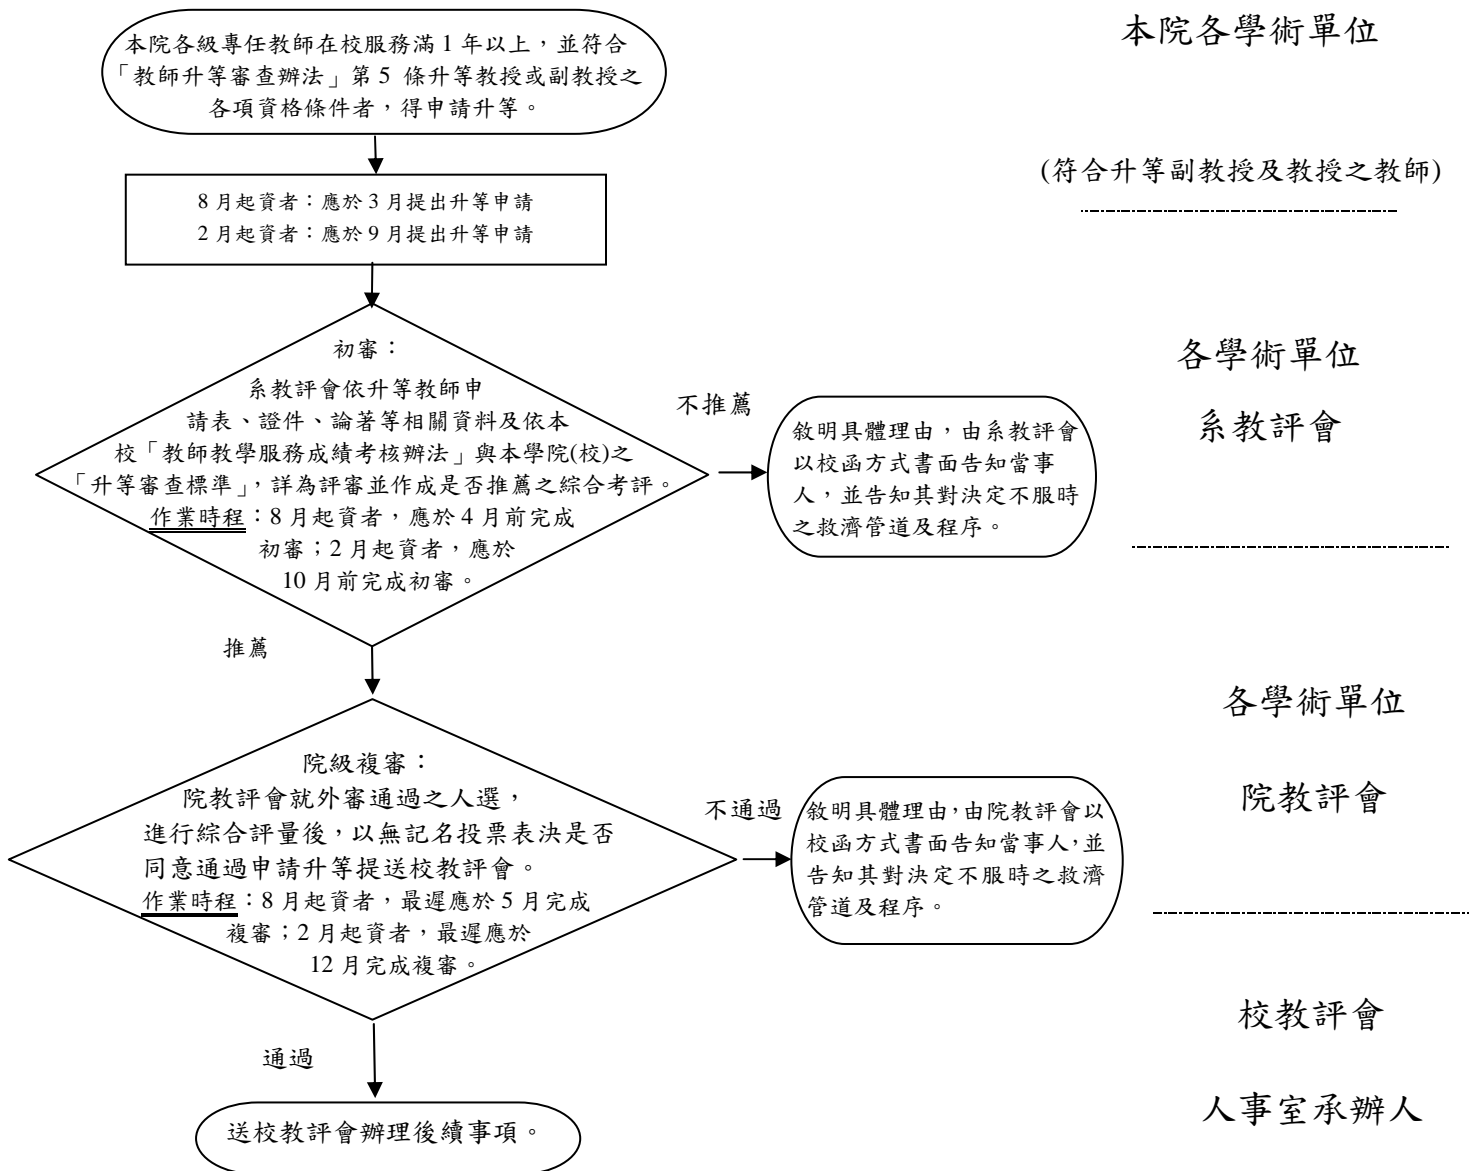 本院各級專任教師在校服務滿 1 年以上，並符合
「教師升等審查辦法」第 5 條升等教授或副教授之
各項資格條件者，得申請升等。
本院各學術單位
(符合升等副教授及教授之教師)
8 月起資者：應於 3 月提出升等申請
2 月起資者：應於 9 月提出升等申請
初審：
系教評會依升等教師申
請表、證件、論著等相關資料及依本
校「教師教學服務成績考核辦法」與本學院(校)之
「升等審查標準」，詳為評審並作成是否推薦之綜合考評。
作業時程：8 月起資者，應於 4 月前完成
初審；2 月起資者，應於
10 月前完成初審。
不推薦
敘明具體理由，由系教評會
以校函方式書面告知當事
人，並告知其對決定不服時
之救濟管道及程序。
各學術單位
系教評會
推薦
院級複審：
院教評會就外審通過之人選，
進行綜合評量後，以無記名投票表決是否
同意通過申請升等提送校教評會。
作業時程：8 月起資者，最遲應於 5 月完成
複審；2 月起資者，最遲應於
12 月完成複審。
不通過
敘明具體理由，由院教評會以
校函方式書面告知當事人，並
告知其對決定不服時之救濟
管道及程序。
各學術單位
院教評會
通過
送校教評會辦理後續事項。
校教評會
人事室承辦人